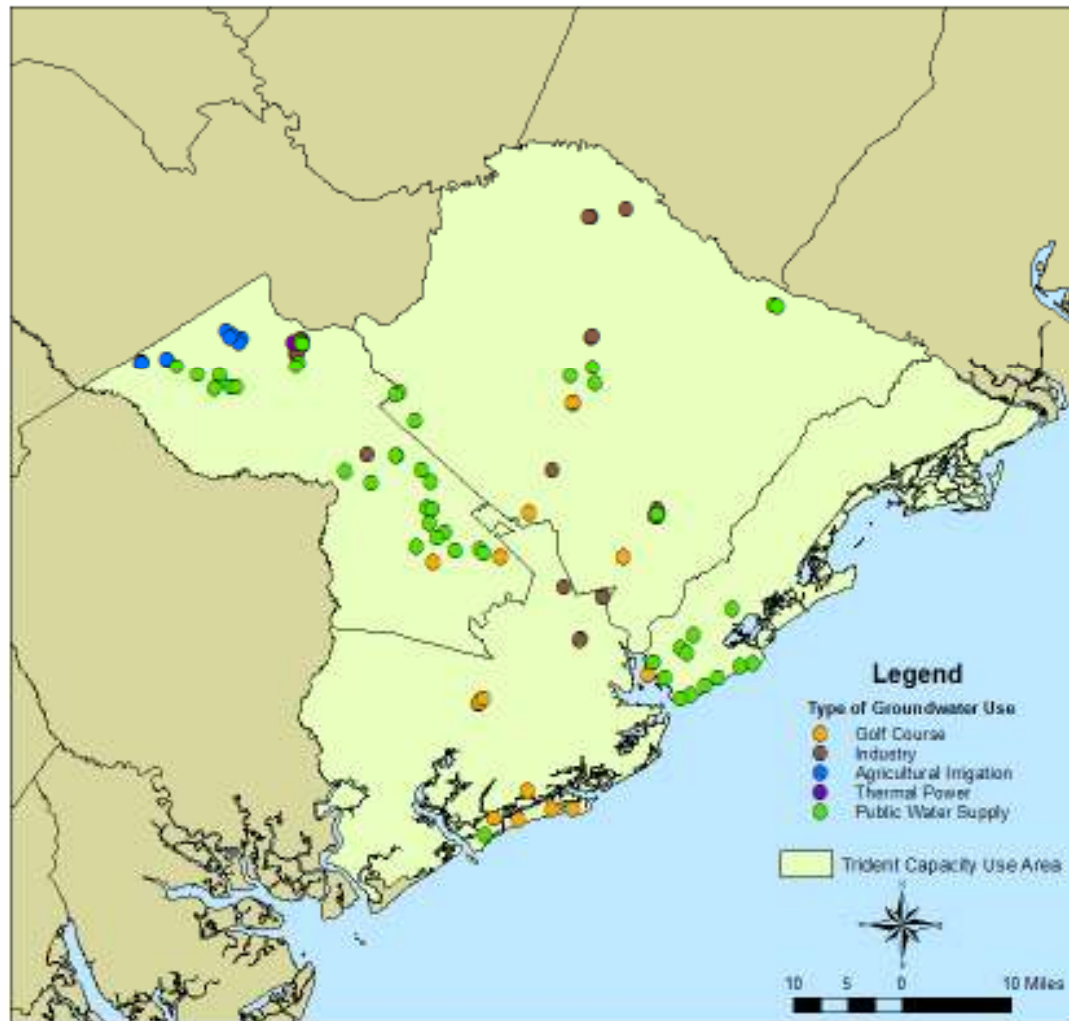 Legend
Type of Groundwater Use
Golf Course
Industry
Agricultural Irrigation
Thermal Power
Public Water Supply
Trident Capacity Use Area
10 5 0 10 Miles